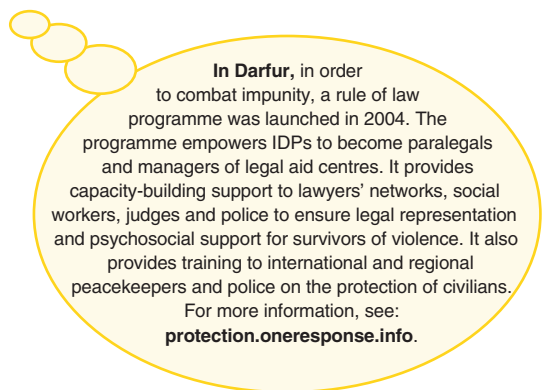 In Darfur, in order
to combat impunity, a rule of law
programme was launched in 2004. The
programme empowers IDPs to become paralegals
and managers of legal aid centres. It provides
capacity-building support to lawyers’ networks, social
workers, judges and police to ensure legal representation
and psychosocial support for survivors of violence. It also
provides training to international and regional
peacekeepers and police on the protection of civilians.
For more information, see:
protection.oneresponse.info.